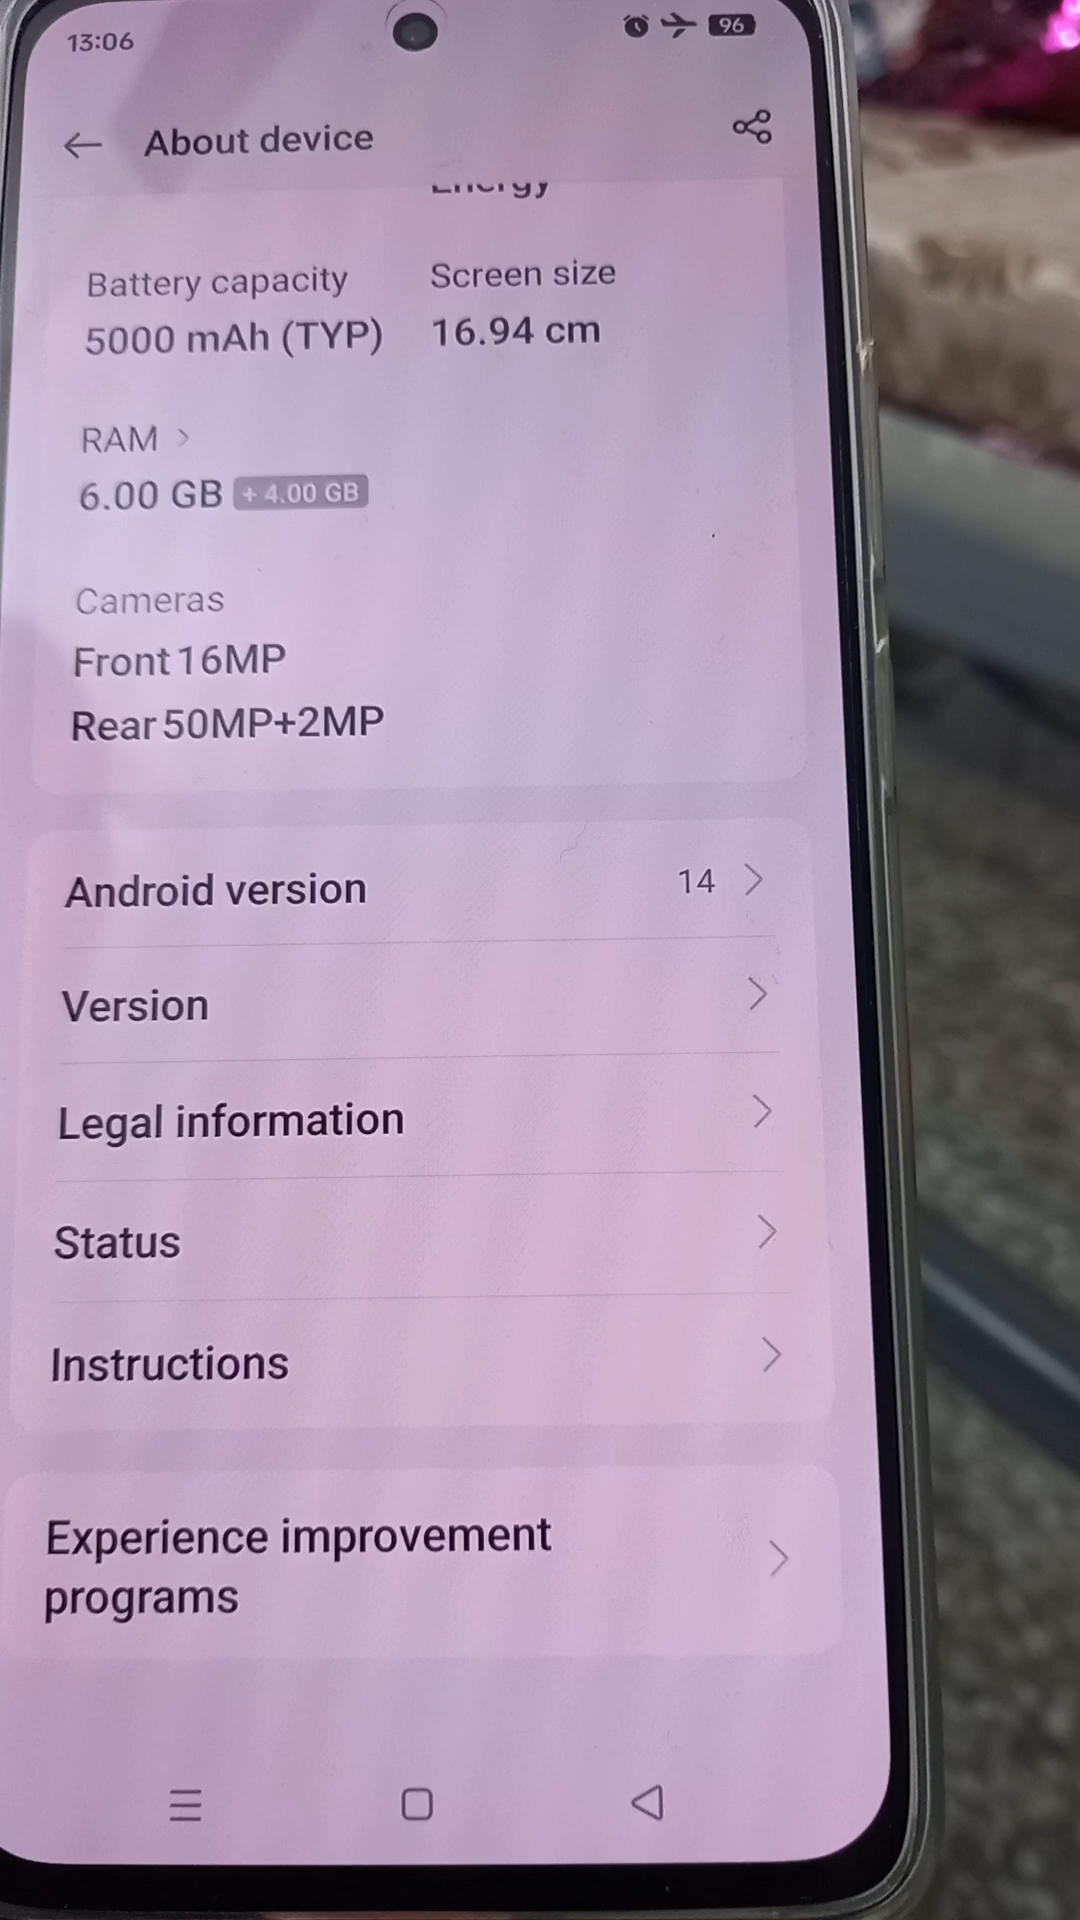 13:06
96
About device
Energy
Battery capacity
Screen size
5000 mAh (TYP)
16.94 cm
RAM >
6.00 GB + 4.00 GB
Cameras
Front 16MP
Rear 50MP+2MP
Android version 14
Version
Legal information
Status
Instructions
Experience improvement
programs